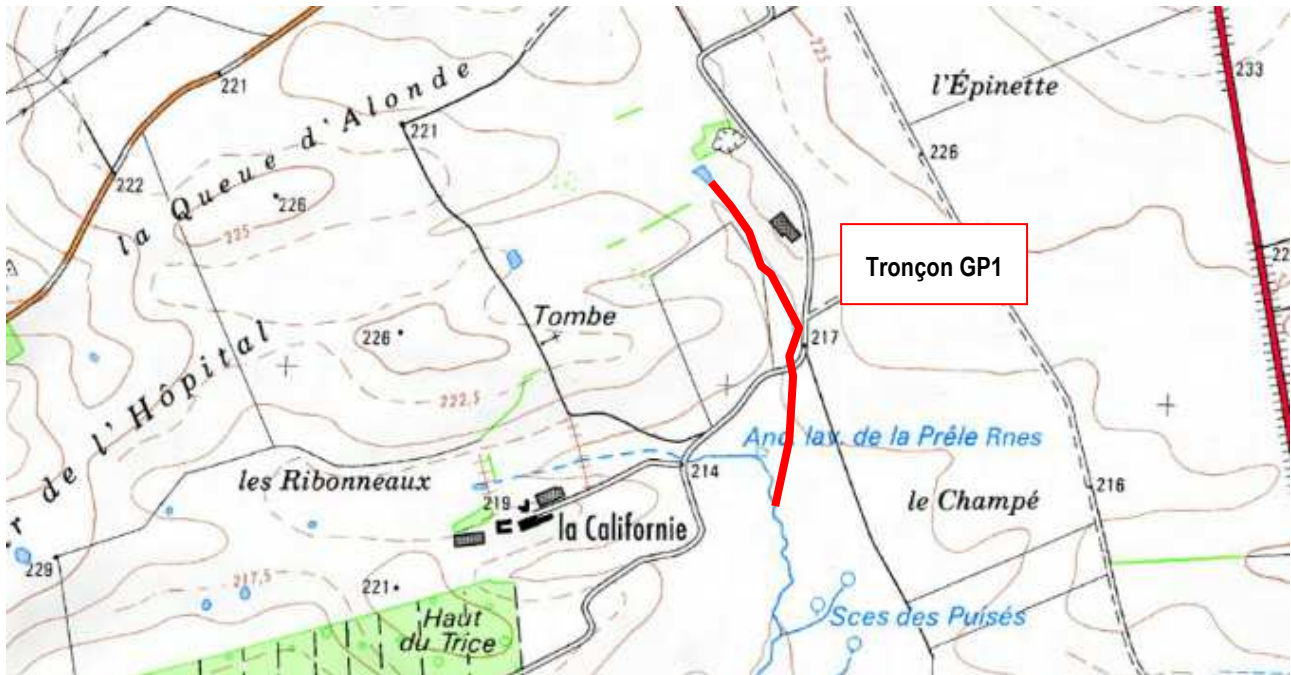 225
233
l'Épinette
221
la Queue d'Alonde
221
226
222
226
225
Tronçon GP1
Tombe
226
217
222,5
r de l'Hôpital
Anc. lav. de la Prêle Rnes
les Ribonneaux
214
219
le Champé
216
la Californie
229
217,5
221
Haut
du Trice
Sces des Puisés